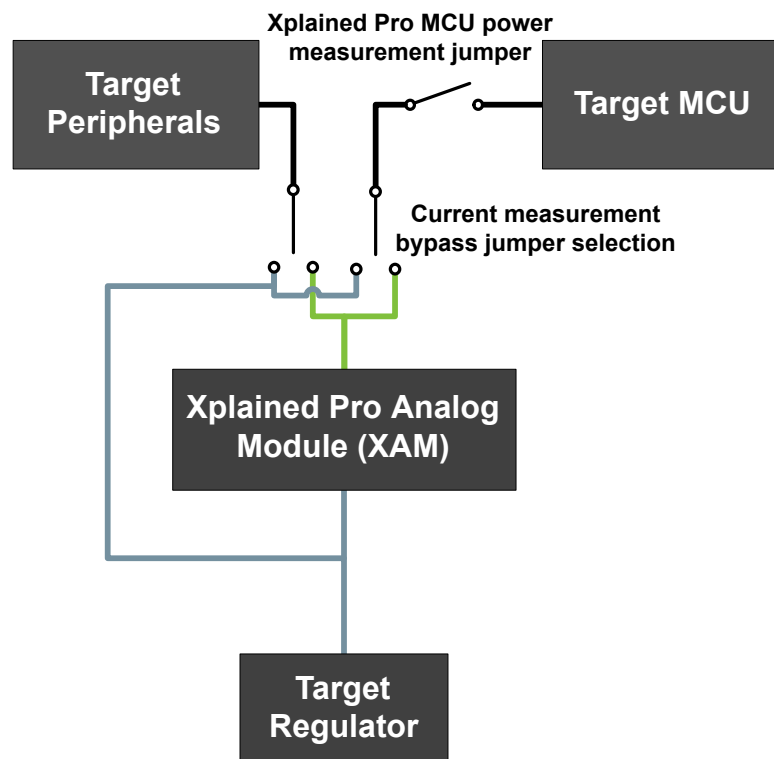 Xplained Pro MCU power
measurement jumper
Target
Peripherals
Target MCU
Current measurement
bypass jumper selection
Xplained Pro Analog
Module (XAM)
Target
Regulator